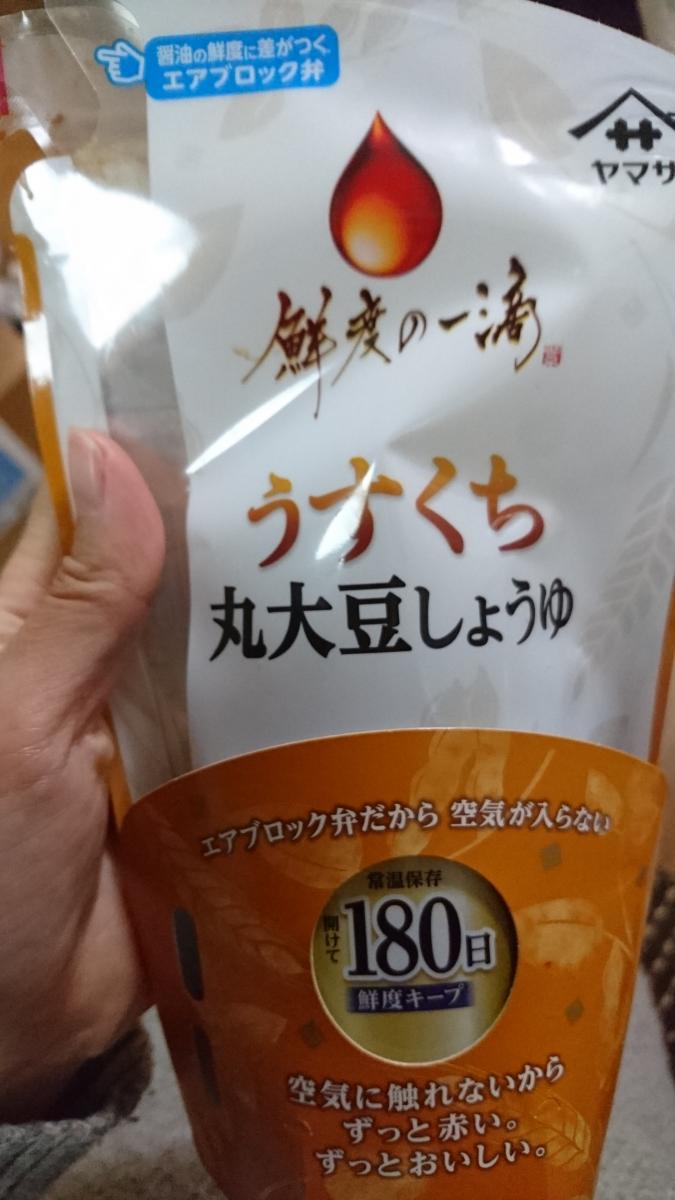 醤油の鮮度に差がつく
エアブロック弁
ヤマサ
鮮度の一滴
うすくち
丸大豆しょうゆ
エアブロック弁だから 空気が入らない
常温保存
開けて
180日
鮮度キープ
空気に触れないから
ずっと赤い。
ずっとおいしい。